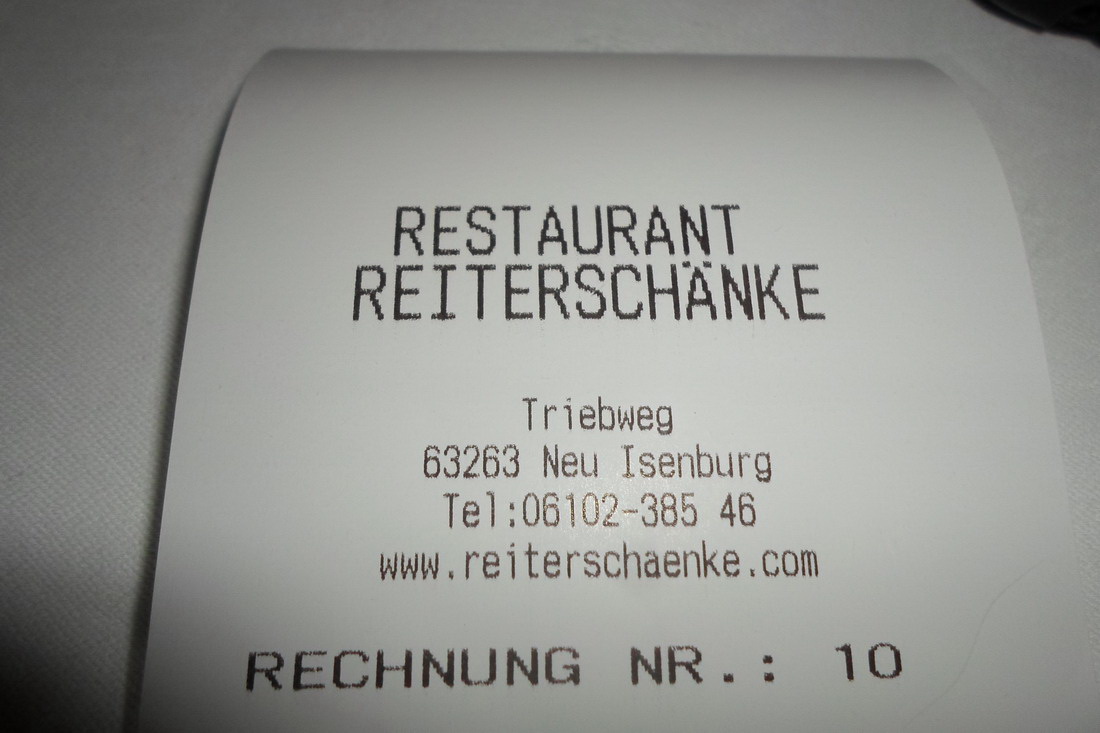 RESTAURANT
REITERSCHÄNKE
Triebweg
63263 Neu Isenburg
Tel:06102-385 46
www.reiterschaenke.com
RECHNUNG NR.: 10